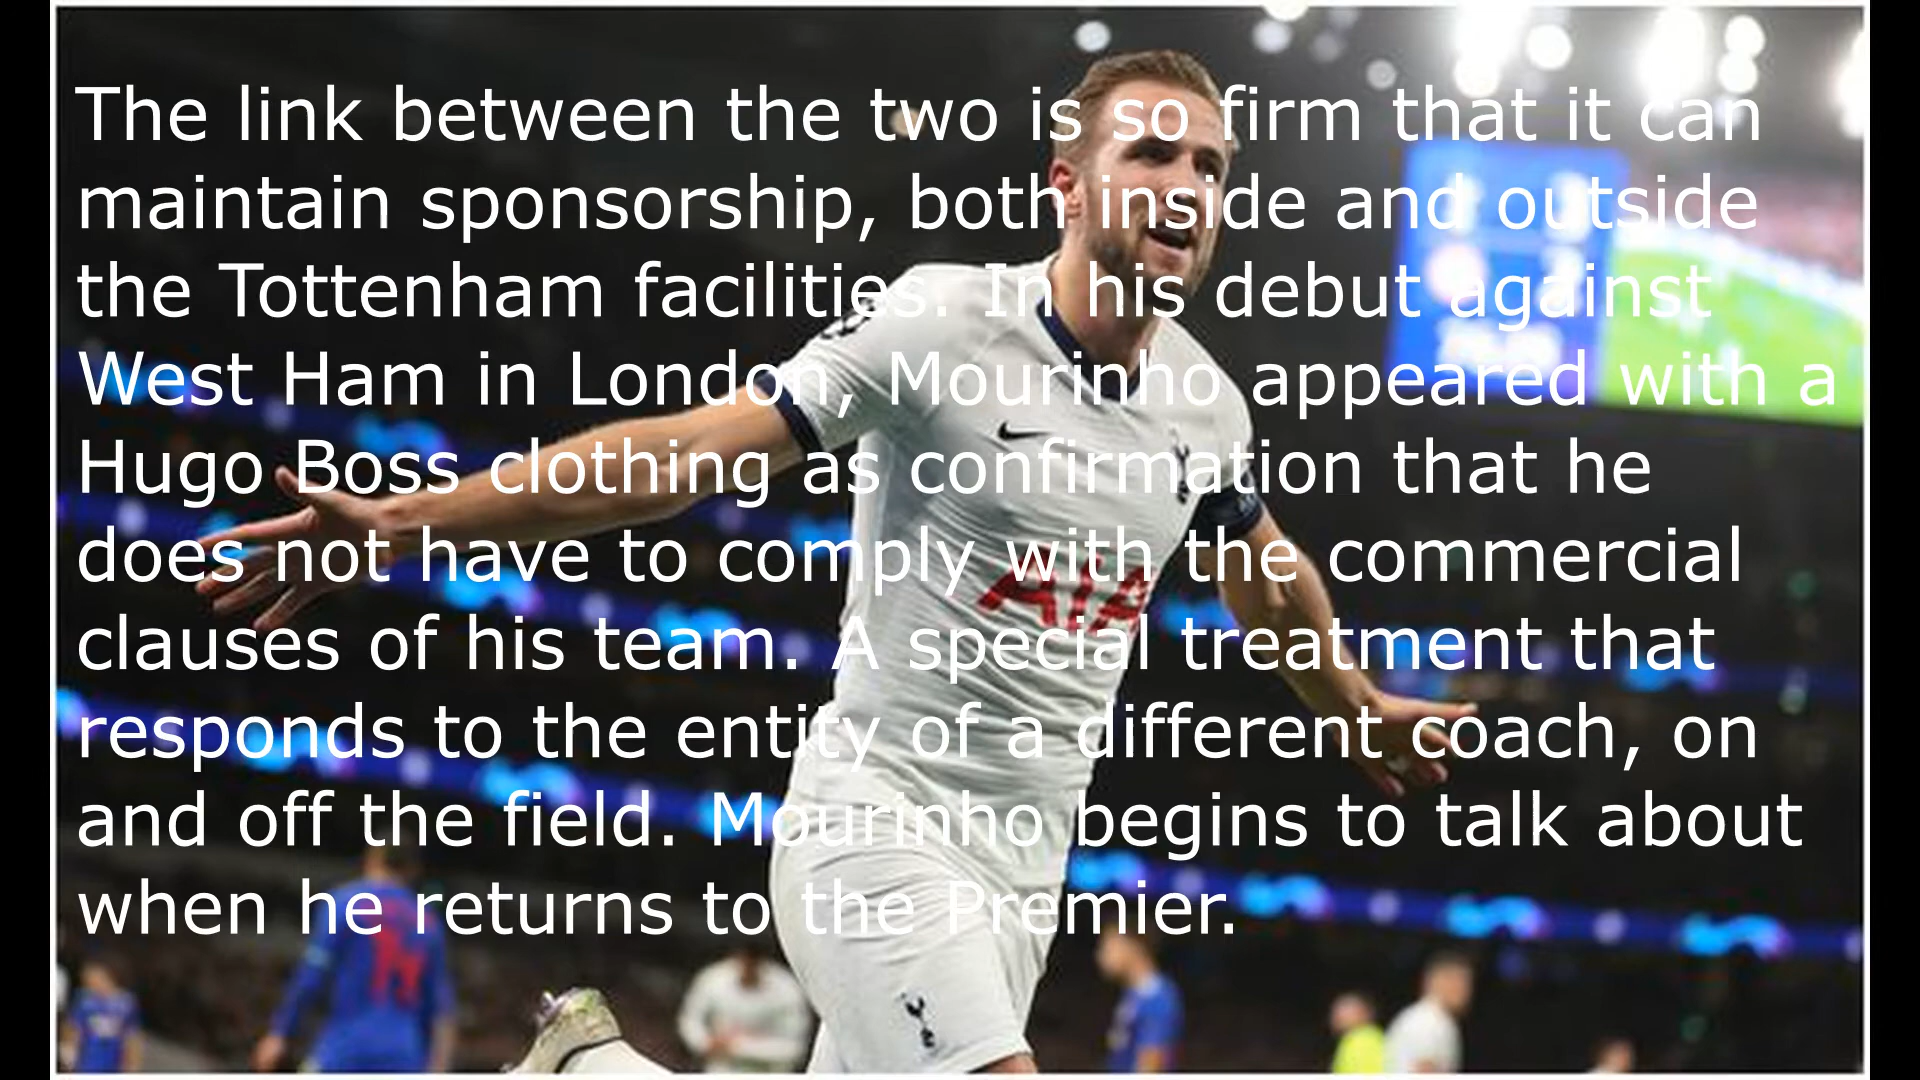 The link between the two is so firm that it can
maintain sponsorship, both inside and outside
the Tottenham facilities. In his debut against
West Ham in London, Mourinho appeared with a
Hugo Boss clothing as confirmation that he
does not have to comply with the commercial
clauses of his team. A special treatment that
responds to the entity of a different coach, on
and off the field. Mourinho begins to talk about
when he returns to the Premier.
AIA